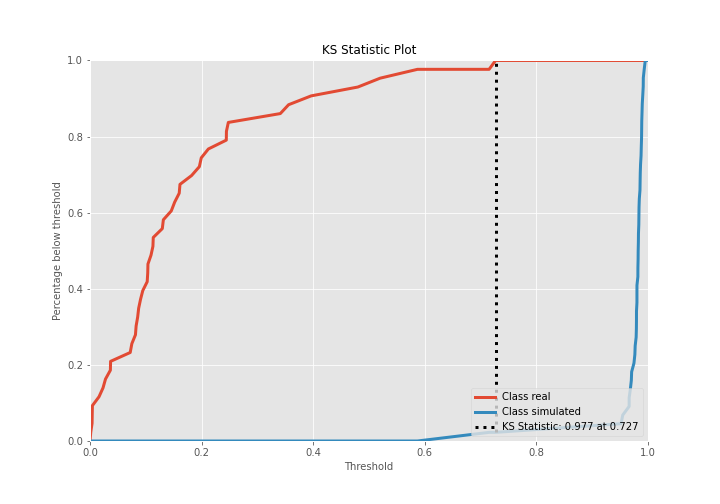 KS Statistic Plot
1.0
0.8
0.6
0.4
0.2
0.0
Percentage below threshold
Class real
Class simulated
KS Statistic: 0.977 at 0.727
0.0 0.2 0.4 0.6 0.8 1.0
Threshold